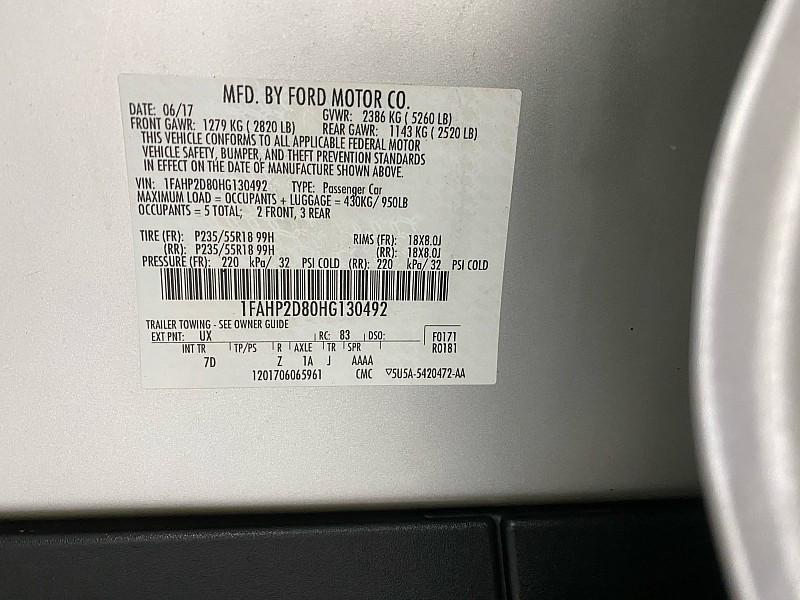 MFD. BY FORD MOTOR CO.
DATE: 06/17 GVWR: 2386 KG ( 5260 LB)
FRONT GAWR: 1279 KG ( 2820 LB) REAR GAWR: 1143 KG ( 2520 LB)
THIS VEHICLE CONFORMS TO ALL APPLICABLE FEDERAL MOTOR
VEHICLE SAFETY, BUMPER, AND THEFT PREVENTION STANDARDS
IN EFFECT ON THE DATE OF MANUFACTURE SHOWN ABOVE.
VIN: 1FAHP2D80HG130492 TYPE: Passenger Car
MAXIMUM LOAD = OCCUPANTS + LUGGAGE = 430KG/ 950LB
OCCUPANTS = 5 TOTAL; 2 FRONT, 3 REAR
TIRE (FR): P235/55R18 99H RIMS (FR): 18X8.0J
(RR): P235/55R18 99H (RR): 18X8.0J
PRESSURE (FR): 220 kPa/ 32 PSI COLD (RR): 220 kPa/ 32 PSI COLD
1FAHP2D80HG130492
TRAILER TOWING - SEE OWNER GUIDE
EXT PNT: UX RC: 83 DSO: F0171
INT TR TP/PS R AXLE TR SPR R0181
7D Z 1A J AAAA
1201706065961 CMC ▽5U5A-5420472-AA